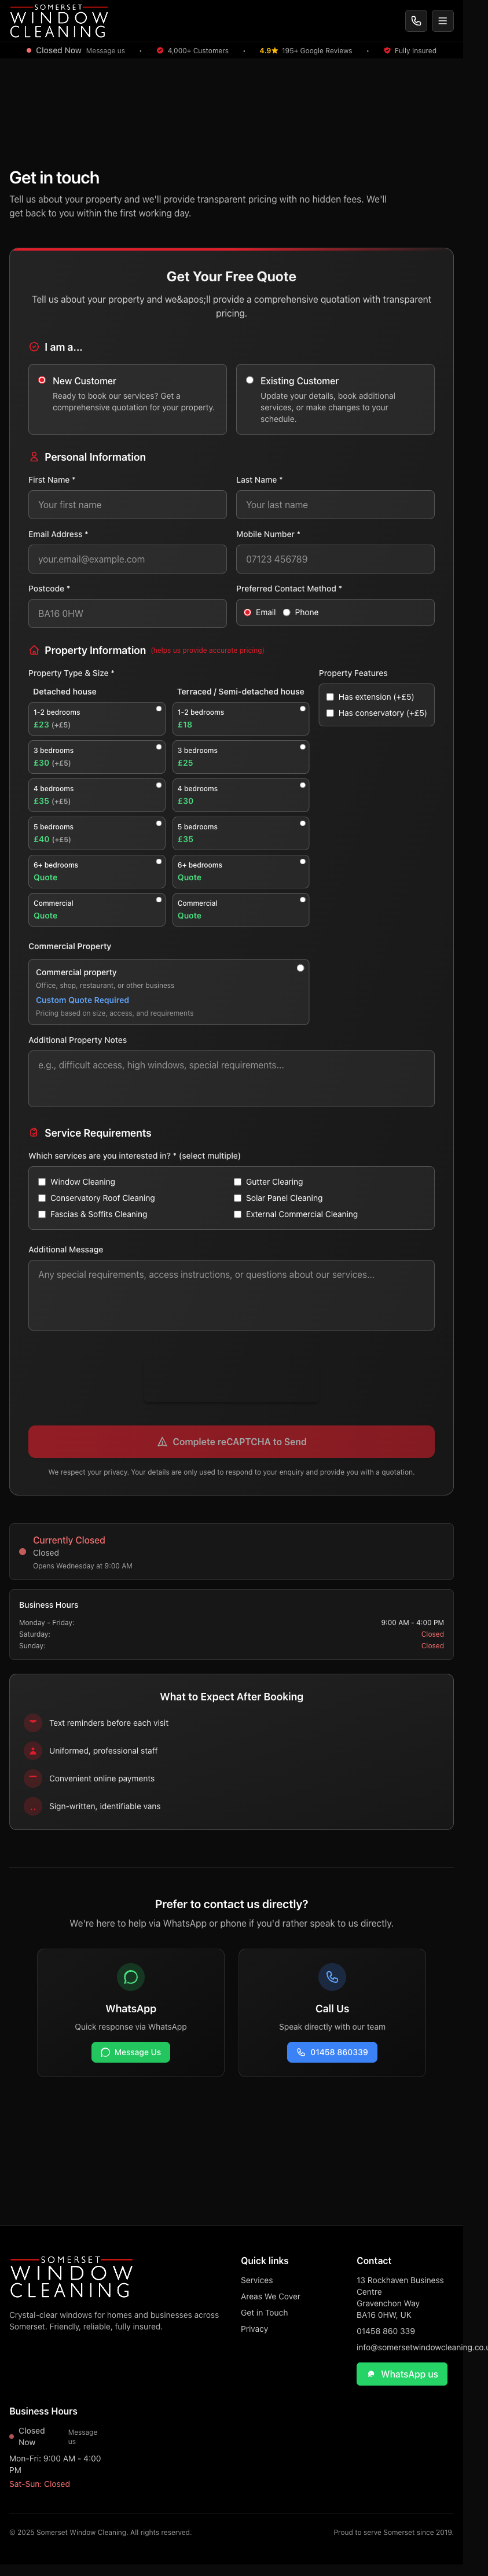 SOMERSET
WINDOW
CLEANING
Closed Now Message us • 4,000+ Customers • 4.9★ 195+ Google Reviews • Fully Insured
Get in touch
Tell us about your property and we'll provide transparent pricing with no hidden fees. We'll
get back to you within the first working day.
Get Your Free Quote
Tell us about your property and we&apos;ll provide a comprehensive quotation with transparent
pricing.
I am a...
New Customer
Ready to book our services? Get a
comprehensive quotation for your property.
Existing Customer
Update your details, book additional
services, or make changes to your
schedule.
Personal Information
First Name *
Your first name
Last Name *
Your last name
Email Address *
your.email@example.com
Mobile Number *
07123 456789
Postcode *
BA16 0HW
Preferred Contact Method *
Email Phone
Property Information (helps us provide accurate pricing)
Property Type & Size *
Detached house
1-2 bedrooms
£23 (+£5)
3 bedrooms
£30 (+£5)
4 bedrooms
£35 (+£5)
5 bedrooms
£40 (+£5)
6+ bedrooms
Quote
Commercial
Quote
Terraced / Semi-detached house
1-2 bedrooms
£18
3 bedrooms
£25
4 bedrooms
£30
5 bedrooms
£35
6+ bedrooms
Quote
Commercial
Quote
Property Features
Has extension (+£5)
Has conservatory (+£5)
Commercial Property
Commercial property
Office, shop, restaurant, or other business
Custom Quote Required
Pricing based on size, access, and requirements
Additional Property Notes
e.g., difficult access, high windows, special requirements...
Service Requirements
Which services are you interested in? * (select multiple)
Window Cleaning
Gutter Clearing
Conservatory Roof Cleaning
Solar Panel Cleaning
Fascias & Soffits Cleaning
External Commercial Cleaning
Additional Message
Any special requirements, access instructions, or questions about our services...
Complete reCAPTCHA to Send
We respect your privacy. Your details are only used to respond to your enquiry and provide you with a quotation.
Currently Closed
Closed
Opens Wednesday at 9:00 AM
Business Hours
Monday - Friday: 9:00 AM - 4:00 PM
Saturday: Closed
Sunday: Closed
What to Expect After Booking
Text reminders before each visit
Uniformed, professional staff
Convenient online payments
Sign-written, identifiable vans
Prefer to contact us directly?
We're here to help via WhatsApp or phone if you'd rather speak to us directly.
WhatsApp
Quick response via WhatsApp
Message Us
Call Us
Speak directly with our team
01458 860339
SOMERSET
WINDOW
CLEANING
Crystal-clear windows for homes and businesses across
Somerset. Friendly, reliable, fully insured.
Quick links
Services
Areas We Cover
Get in Touch
Privacy
Contact
13 Rockhaven Business
Centre
Gravenchon Way
BA16 0HW, UK
01458 860 339
info@somersetwindowcleaning.co.u
WhatsApp us
Business Hours
Closed
Now
Message
us
Mon-Fri: 9:00 AM - 4:00
PM
Sat-Sun: Closed
© 2025 Somerset Window Cleaning. All rights reserved.
Proud to serve Somerset since 2019.